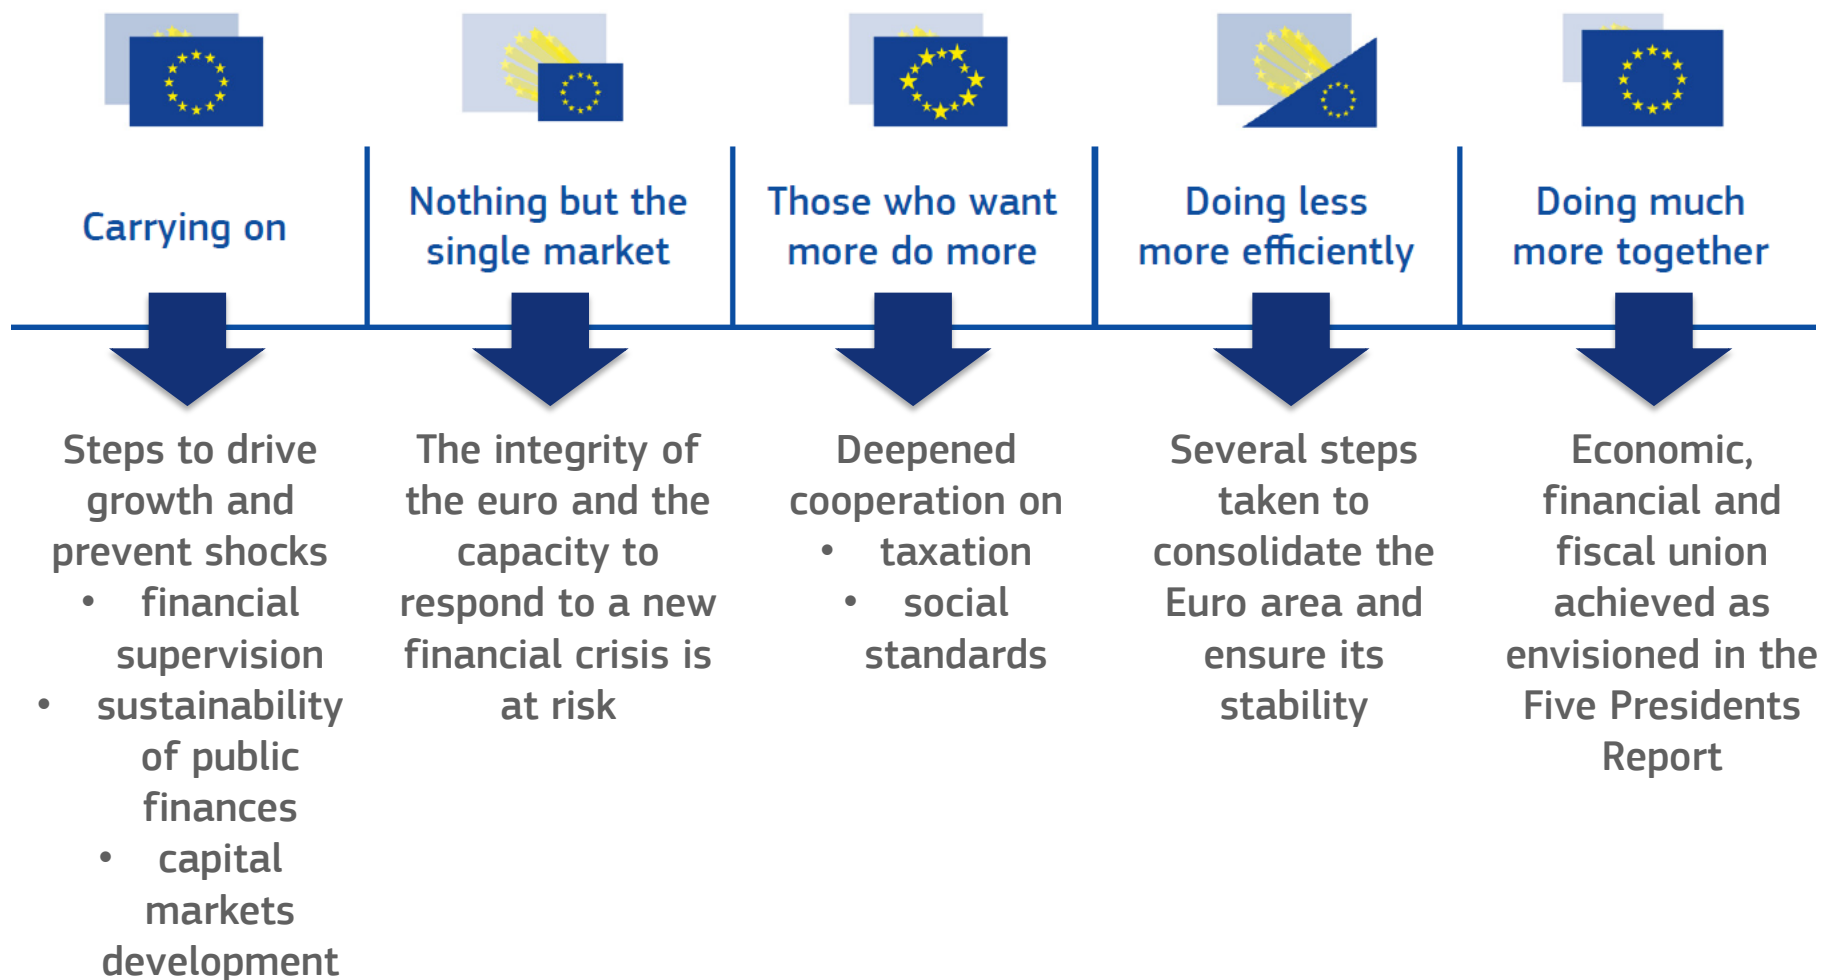 Carrying on
Nothing but the
single market
Those who want
more do more
Doing less
more efficiently
Doing much
more together
Steps to drive
growth and
prevent shocks
• financial
supervision
• sustainability
of public
finances
• capital
markets
development
The integrity of
the euro and the
capacity to
respond to a new
financial crisis is
at risk
Deepened
cooperation on
• taxation
• social
standards
Several steps
taken to
consolidate the
Euro area and
ensure its
stability
Economic,
financial and
fiscal union
achieved as
envisioned in the
Five Presidents
Report